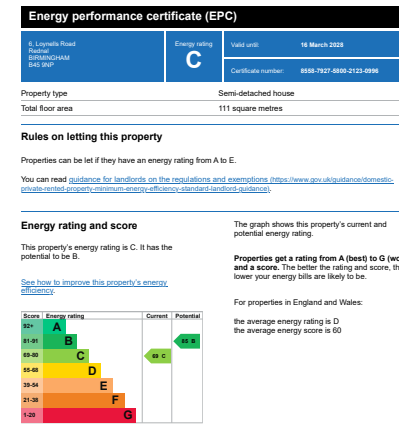 Energy performance certificate (EPC)
6, Loynells Road
Rednal
BIRMINGHAM
B45 9NP
Energy rating
C
Valid until:
16 March 2028
Certificate number:
8558-7927-5800-2123-0996
Property type
Semi-detached house
Total floor area
111 square metres
Rules on letting this property
Properties can be let if they have an energy rating from A to E.
You can read guidance for landlords on the regulations and exemptions (https://www.gov.uk/guidance/domestic-
private-rented-property-minimum-energy-efficiency-standard-landlord-guidance).
Energy rating and score
This property's energy rating is C. It has the
potential to be B.
See how to improve this property's energy
efficiency.
Score Energy rating Current Potential
92+ A
81-91 B 85 B
69-80 C 69 C
55-68 D
39-54 E
21-38 F
1-20 G
The graph shows this property's current and
potential energy rating.
Properties get a rating from A (best) to G (wo
and a score. The better the rating and score, th
lower your energy bills are likely to be.
For properties in England and Wales:
the average energy rating is D
the average energy score is 60